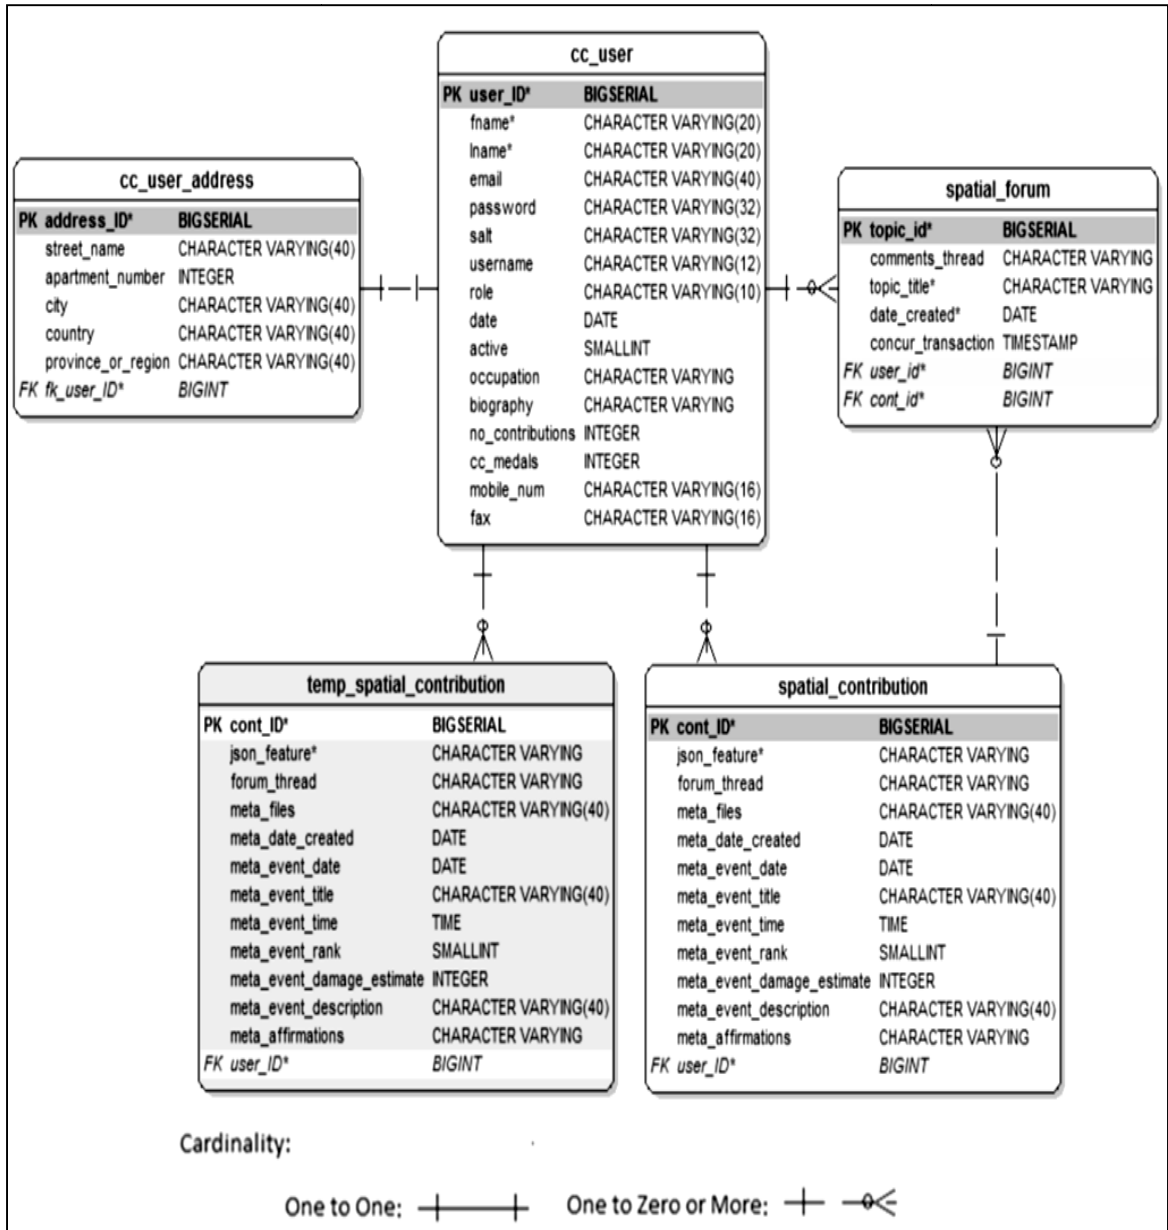 cc_user
PK user_ID* BIGSERIAL
fname* CHARACTER VARYING(20)
lname* CHARACTER VARYING(20)
email CHARACTER VARYING(40)
password CHARACTER VARYING(32)
salt CHARACTER VARYING(32)
username CHARACTER VARYING(12)
role CHARACTER VARYING(10)
date DATE
active SMALLINT
occupation CHARACTER VARYING
biography CHARACTER VARYING
no_contributions INTEGER
cc_medals INTEGER
mobile_num CHARACTER VARYING(16)
fax CHARACTER VARYING(16)
cc_user_address
PK address_ID* BIGSERIAL
street_name CHARACTER VARYING(40)
apartment_number INTEGER
city CHARACTER VARYING(40)
country CHARACTER VARYING(40)
province_or_region CHARACTER VARYING(40)
FK fk_user_ID* BIGINT
spatial_forum
PK topic_id* BIGSERIAL
comments_thread CHARACTER VARYING
topic_title* CHARACTER VARYING
date_created* DATE
concur_transaction TIMESTAMP
FK user_id* BIGINT
FK cont_id* BIGINT
temp_spatial_contribution
PK cont_ID* BIGSERIAL
json_feature* CHARACTER VARYING
forum_thread CHARACTER VARYING
meta_files CHARACTER VARYING(40)
meta_date_created DATE
meta_event_date DATE
meta_event_title CHARACTER VARYING(40)
meta_event_time TIME
meta_event_rank SMALLINT
meta_event_damage_estimate INTEGER
meta_event_description CHARACTER VARYING(40)
meta_affirmations CHARACTER VARYING
FK user_ID* BIGINT
spatial_contribution
PK cont_ID* BIGSERIAL
json_feature* CHARACTER VARYING
forum_thread CHARACTER VARYING
meta_files CHARACTER VARYING(40)
meta_date_created DATE
meta_event_date DATE
meta_event_title CHARACTER VARYING(40)
meta_event_time TIME
meta_event_rank SMALLINT
meta_event_damage_estimate INTEGER
meta_event_description CHARACTER VARYING(40)
meta_affirmations CHARACTER VARYING
FK user_ID* BIGINT
Cardinality:
One to One:
One to Zero or More: